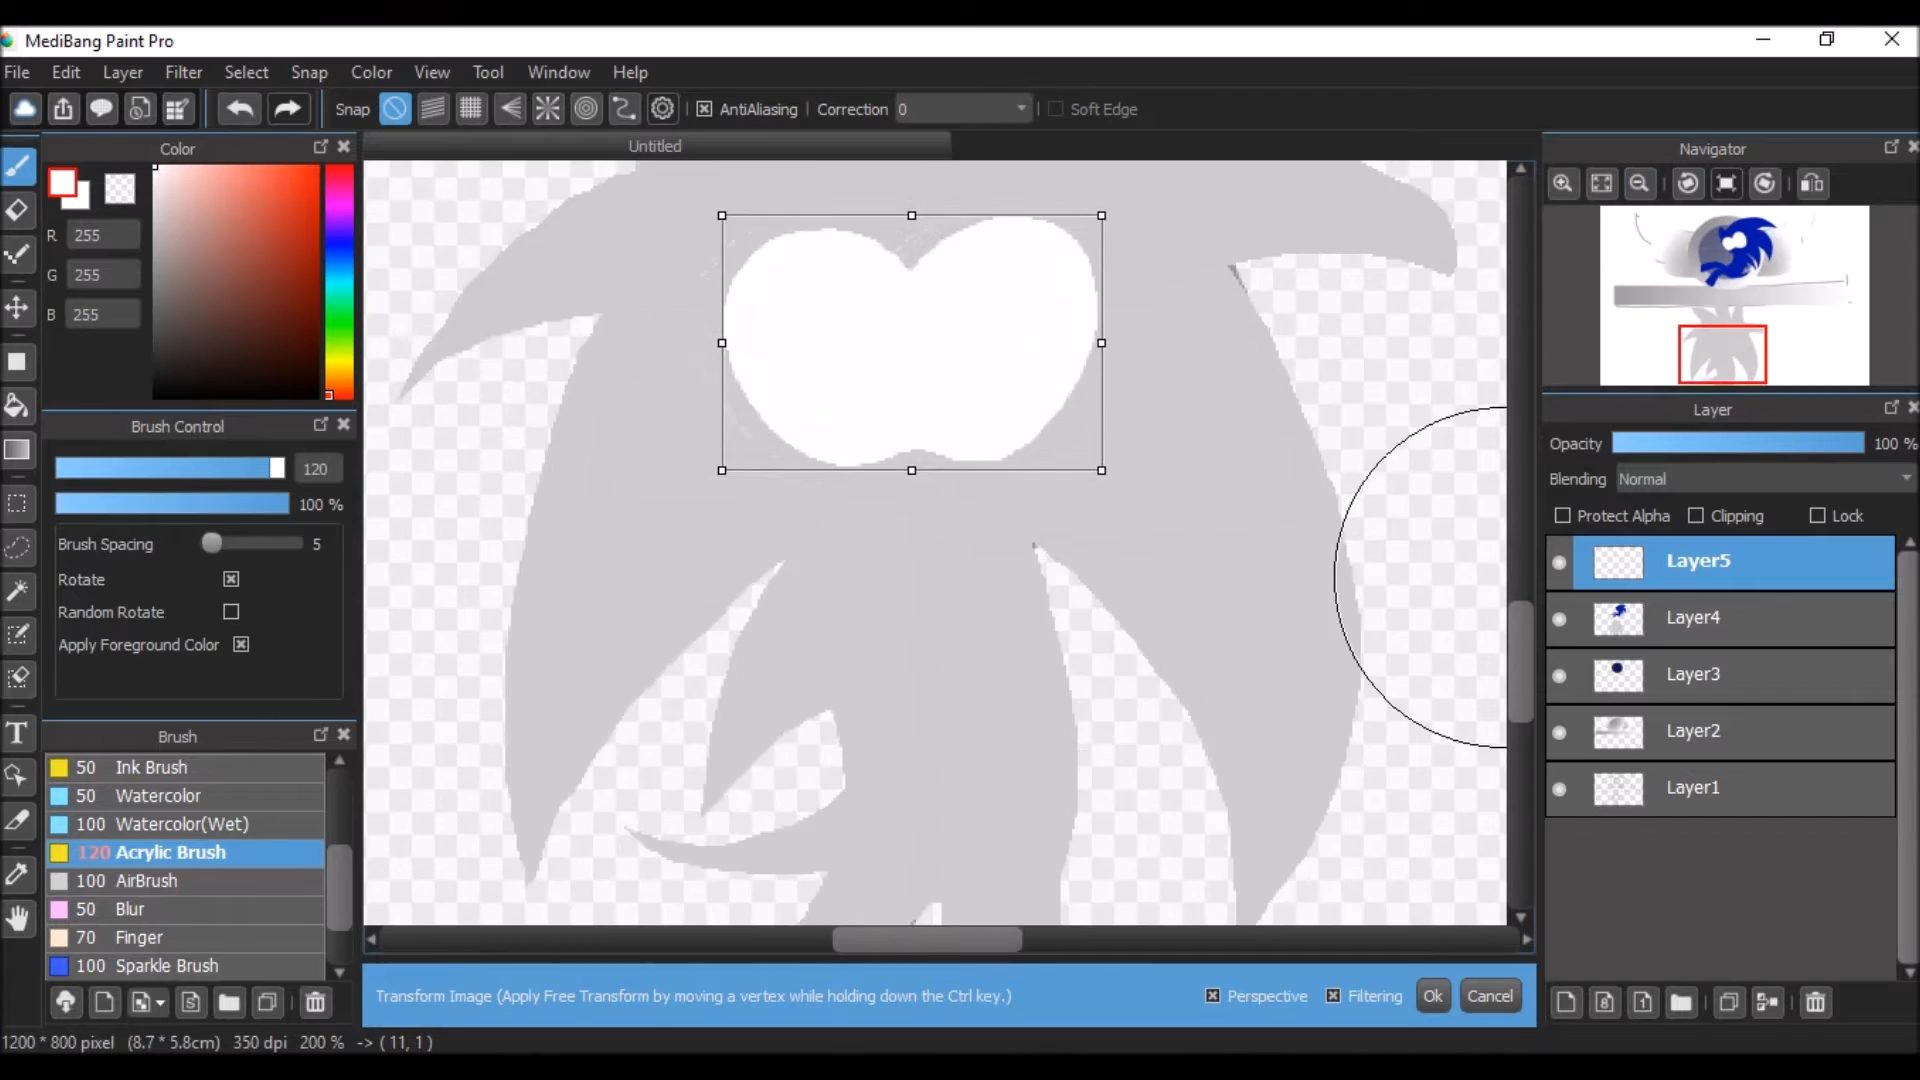 MediBang Paint Pro
File Edit Layer Filter Select Snap Color View Tool Window Help
Snap AntiAliasing Correction 0 Soft Edge
Color
R 255
G 255
B 255
Brush Control
120
100 %
Brush Spacing 5
Rotate
Random Rotate
Apply Foreground Color
Brush
50 Ink Brush
50 Watercolor
100 Watercolor(Wet)
120 Acrylic Brush
100 AirBrush
50 Blur
70 Finger
100 Sparkle Brush
Untitled
Transform Image (Apply Free Transform by moving a vertex while holding down the Ctrl key.) Perspective Filtering Ok Cancel
Navigator
Layer
Opacity 100 %
Blending Normal
Protect Alpha Clipping Lock
Layer5
Layer4
Layer3
Layer2
Layer1
1200 * 800 pixel (8.7 * 5.8cm) 350 dpi 200 % -> ( 11, 1 )